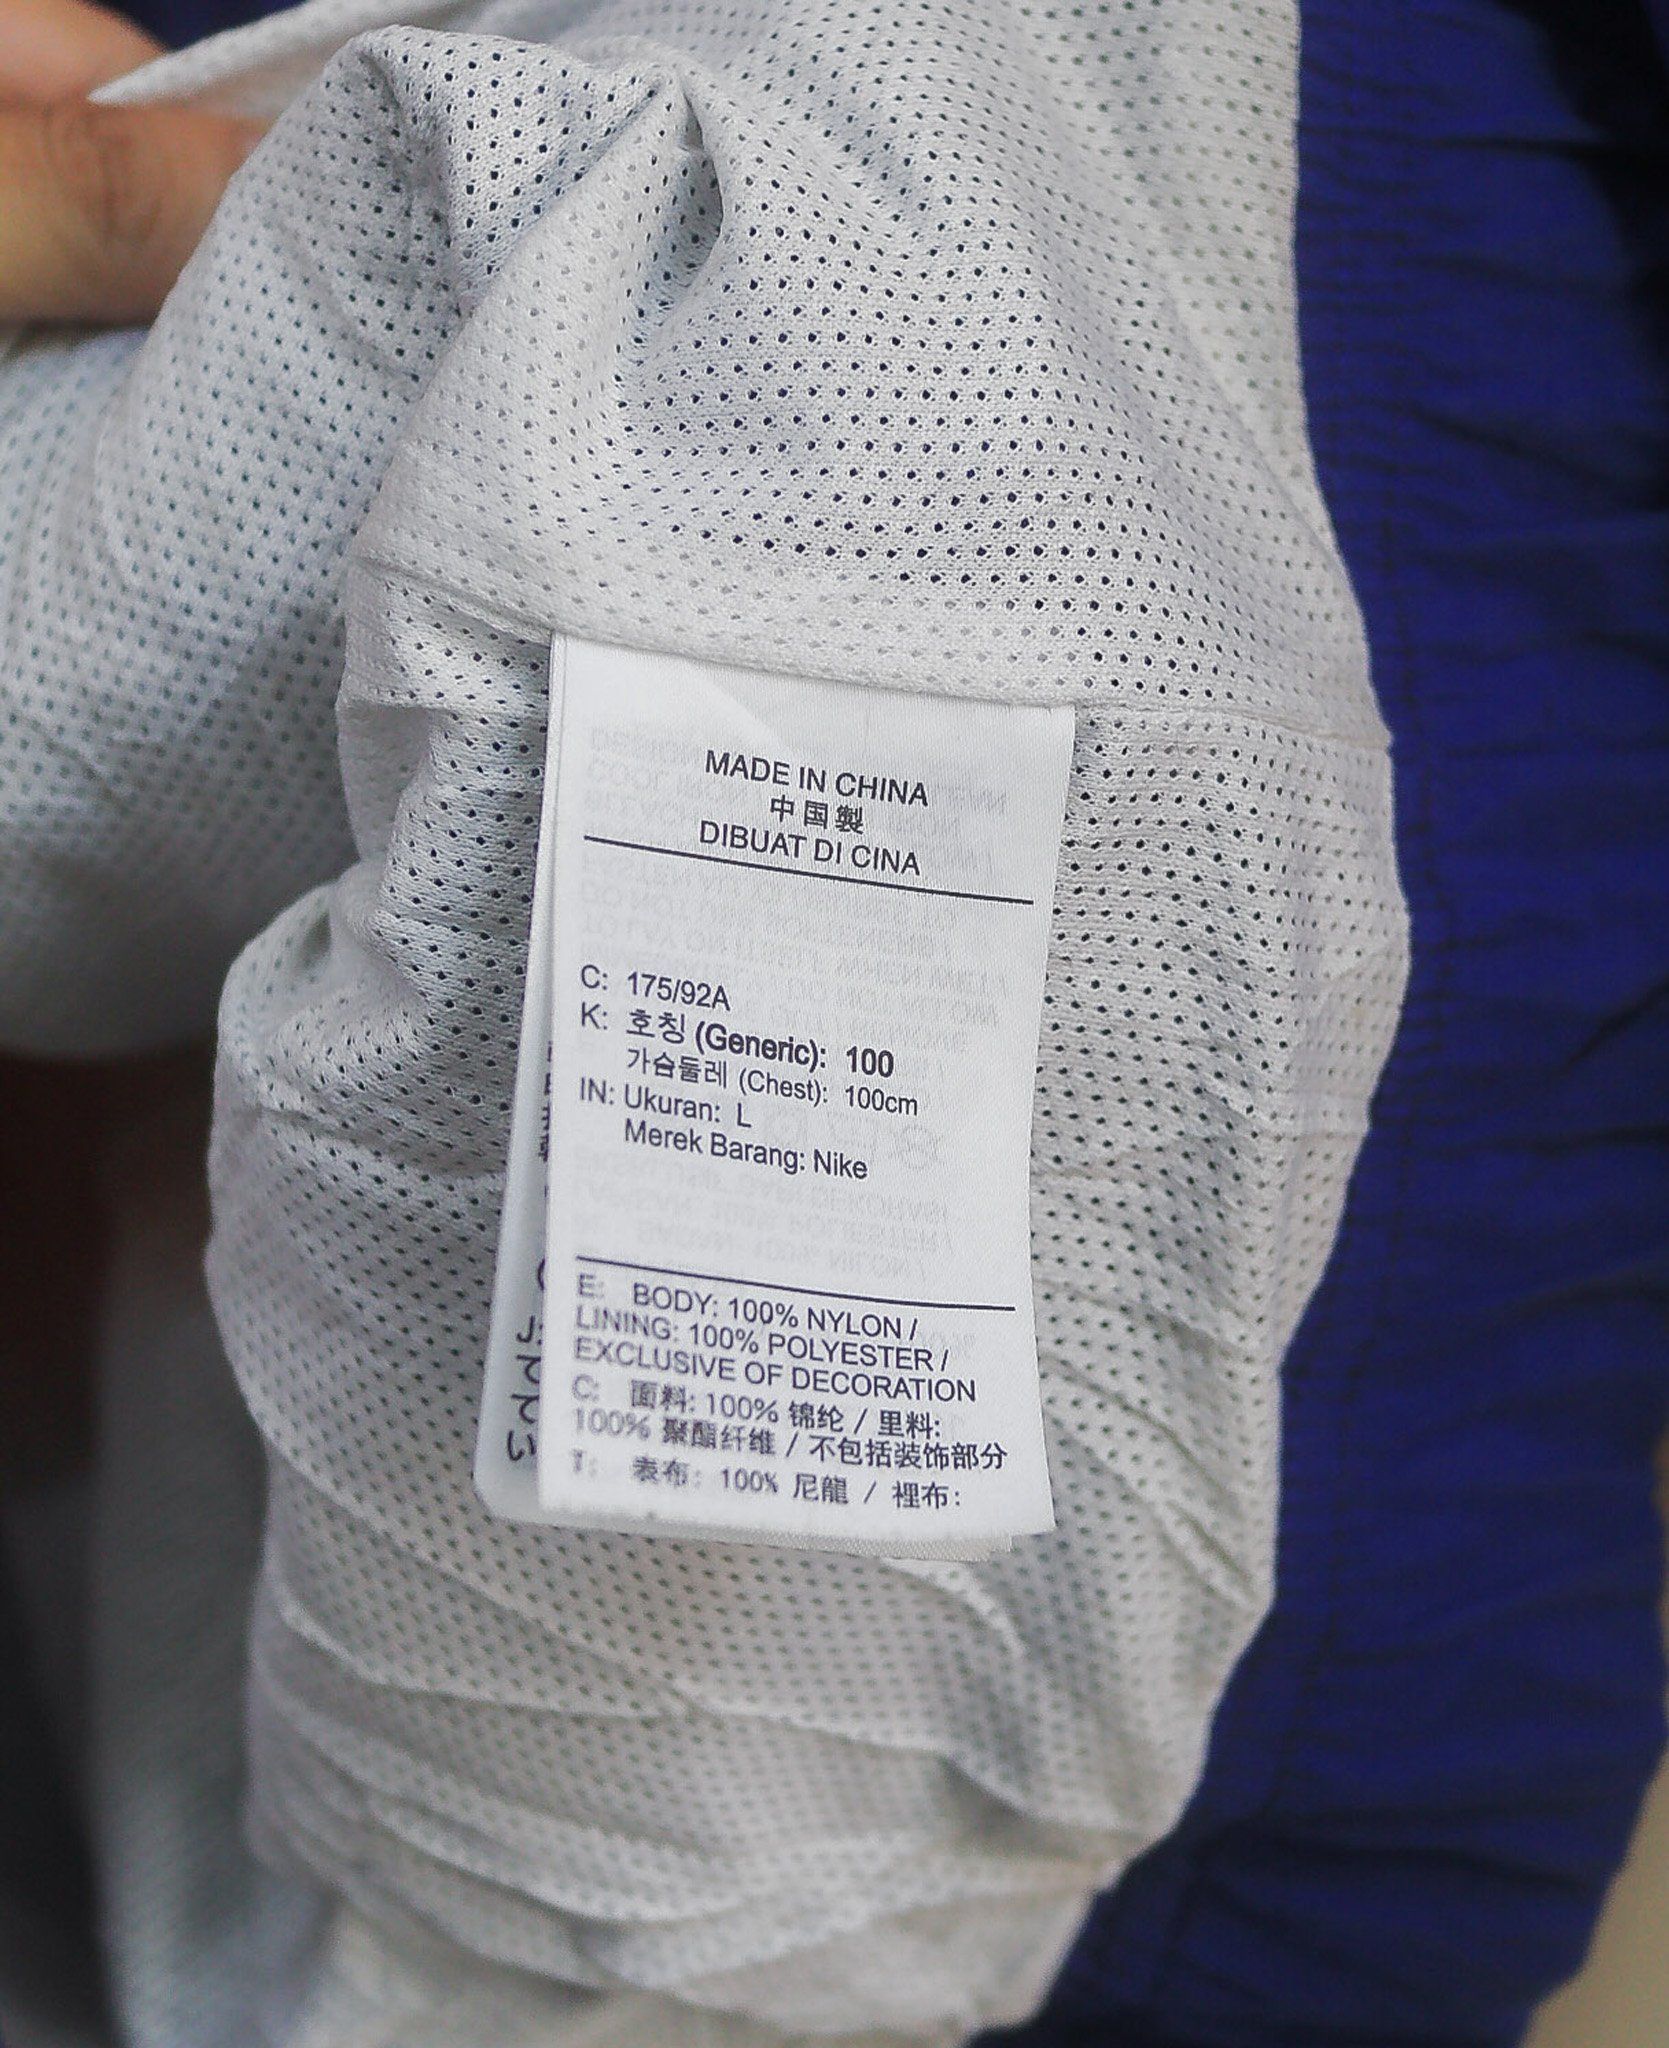 MADE IN CHINA
中国製
DIBUAT DI CINA
C: 175/92A
K: 호칭 (Generic): 100
가슴둘레 (Chest): 100cm
IN: Ukuran: L
Merek Barang: Nike
E: BODY: 100% NYLON /
LINING: 100% POLYESTER /
EXCLUSIVE OF DECORATION
C: 面料: 100% 锦纶 / 里料:
100% 聚酯纤维 / 不包括装饰部分
T: 表布: 100% 尼龍 / 裡布: